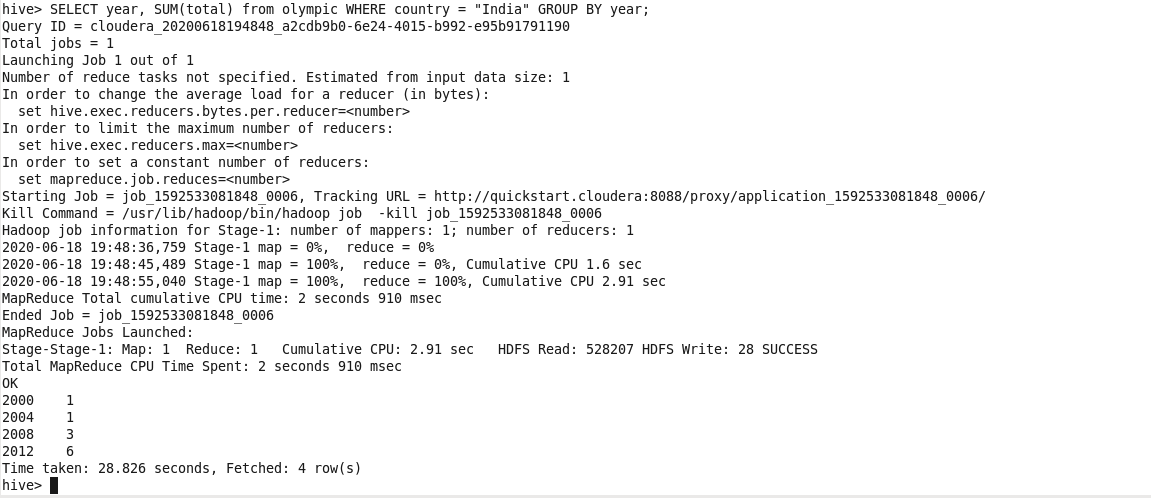 hive> SELECT year, SUM(total) from olympic WHERE country = "India" GROUP BY year;
Query ID = cloudera_20200618194848_a2cdb9b0-6e24-4015-b992-e95b91791190
Total jobs = 1
Launching Job 1 out of 1
Number of reduce tasks not specified. Estimated from input data size: 1
In order to change the average load for a reducer (in bytes):
  set hive.exec.reducers.bytes.per.reducer=<number>
In order to limit the maximum number of reducers:
  set hive.exec.reducers.max=<number>
In order to set a constant number of reducers:
  set mapreduce.job.reduces=<number>
Starting Job = job_1592533081848_0006, Tracking URL = http://quickstart.cloudera:8088/proxy/application_1592533081848_0006/
Kill Command = /usr/lib/hadoop/bin/hadoop job  -kill job_1592533081848_0006
Hadoop job information for Stage-1: number of mappers: 1; number of reducers: 1
2020-06-18 19:48:36,759 Stage-1 map = 0%,  reduce = 0%
2020-06-18 19:48:45,489 Stage-1 map = 100%,  reduce = 0%, Cumulative CPU 1.6 sec
2020-06-18 19:48:55,040 Stage-1 map = 100%,  reduce = 100%, Cumulative CPU 2.91 sec
MapReduce Total cumulative CPU time: 2 seconds 910 msec
Ended Job = job_1592533081848_0006
MapReduce Jobs Launched:
Stage-Stage-1: Map: 1  Reduce: 1   Cumulative CPU: 2.91 sec   HDFS Read: 528207 HDFS Write: 28 SUCCESS
Total MapReduce CPU Time Spent: 2 seconds 910 msec
OK
2000    1
2004    1
2008    3
2012    6
Time taken: 28.826 seconds, Fetched: 4 row(s)
hive>